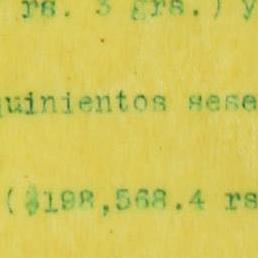 rs. 3 grs.) y
quinientos sese
($198,568.4 rs